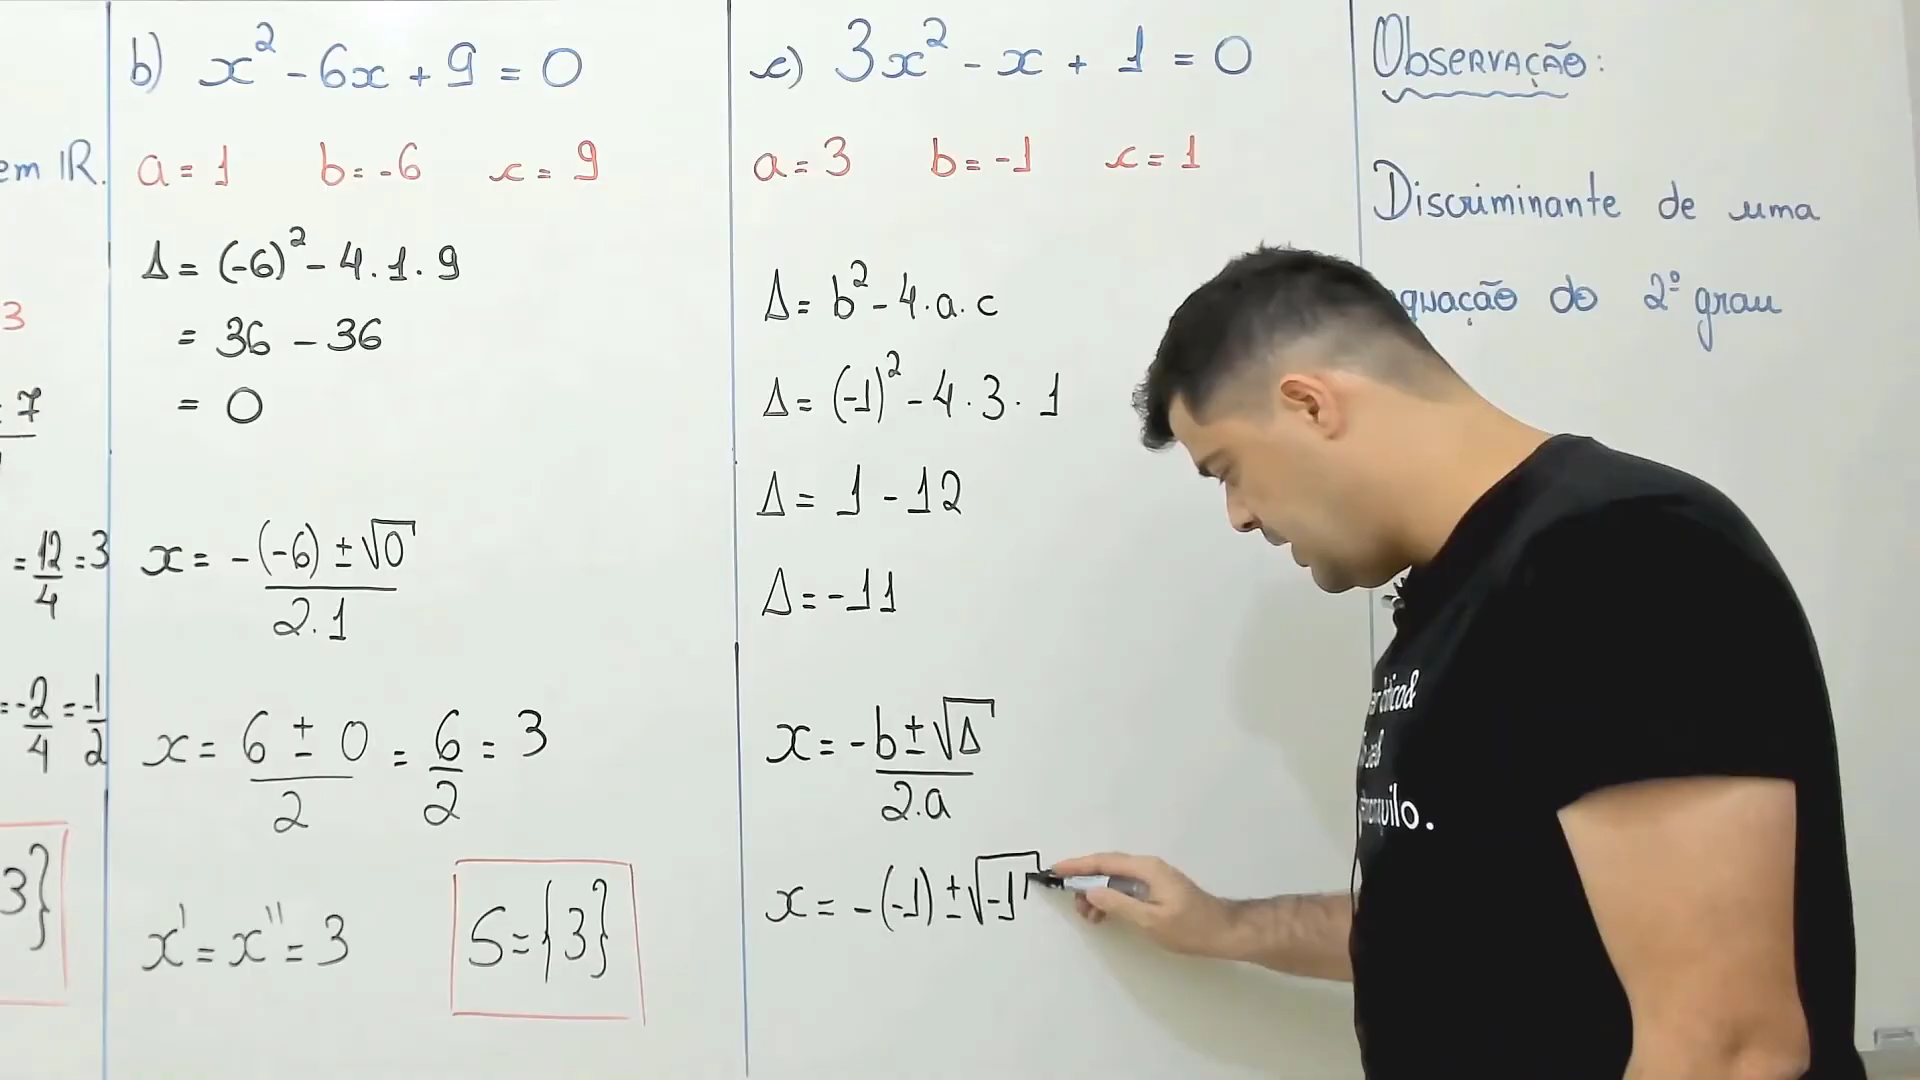 em IR.
3
= 7
= 12/4 = 3
= -2/4 = -1/2
3}
b) x² - 6x + 9 = 0
a = 1 b = -6 c = 9
Δ = (-6)² - 4 . 1 . 9
= 36 - 36
= 0
x = -(-6) ± √0 / 2.1
x = 6 ± 0 / 2 = 6/2 = 3
x' = x'' = 3
S = {3}
c) 3x² - x + 1 = 0
a = 3 b = -1 c = 1
Δ = b² - 4 . a . c
Δ = (-1)² - 4 . 3 . 1
Δ = 1 - 12
Δ = -11
x = -b ± √Δ / 2.a
x = -(-1) ± √-11
Observação:
Discriminante de uma
equação do 2º grau